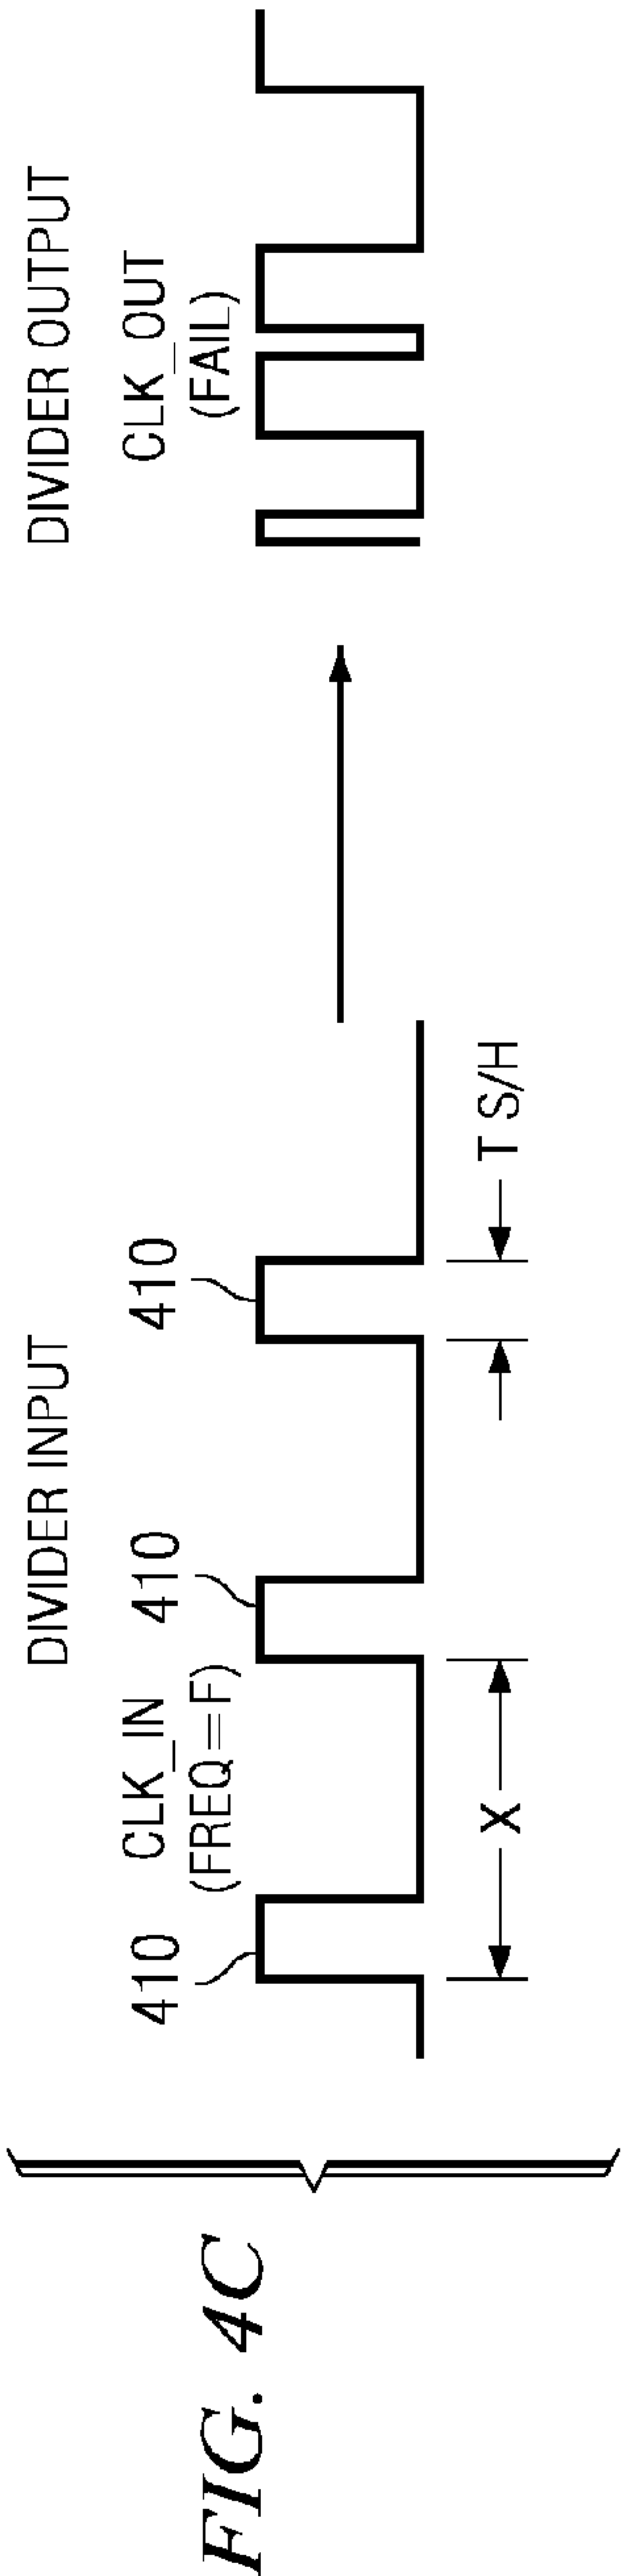 DIVIDER INPUT
CLK_IN
(FREQ=F)
410
410
410
X
T S/H
DIVIDER OUTPUT
CLK_OUT
(FAIL)
FIG. 4C